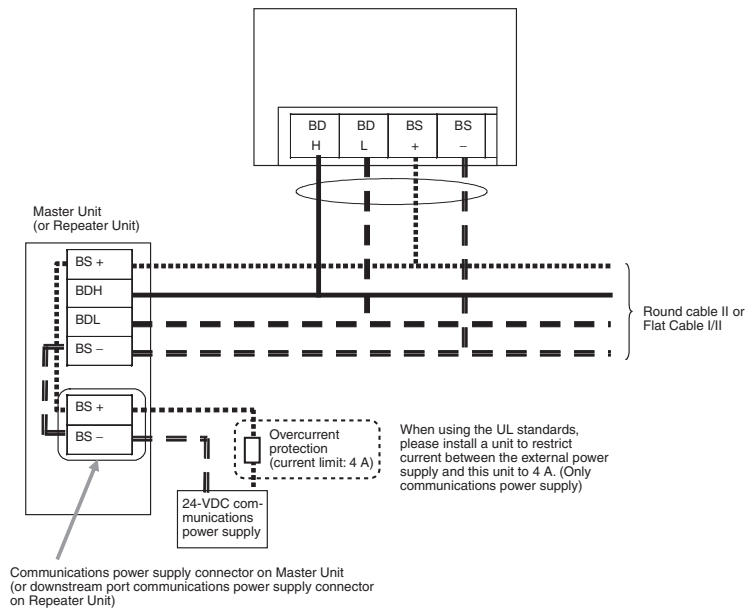 BD BD BS BS
H L + –
Master Unit
(or Repeater Unit)
BS +
BDH
BDL
BS –
Round cable II or
Flat Cable I/II
BS +
BS –
Overcurrent
protection
(current limit: 4 A)
When using the UL standards,
please install a unit to restrict
current between the external power
supply and this unit to 4 A. (Only
communications power supply)
24-VDC com-
munications
power supply
Communications power supply connector on Master Unit
(or downstream port communications power supply connector
on Repeater Unit)